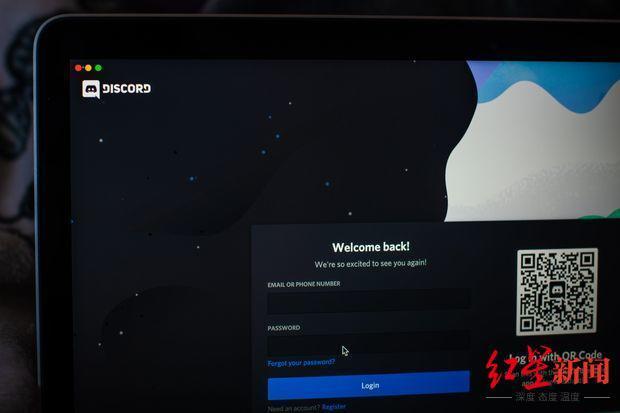 DISCORD
Welcome back!
We're so excited to see you again!
EMAIL OR PHONE NUMBER
PASSWORD
Forgot your password?
Login
Need an account? Register
Log in with QR Code
红星新闻
深度 态度 温度